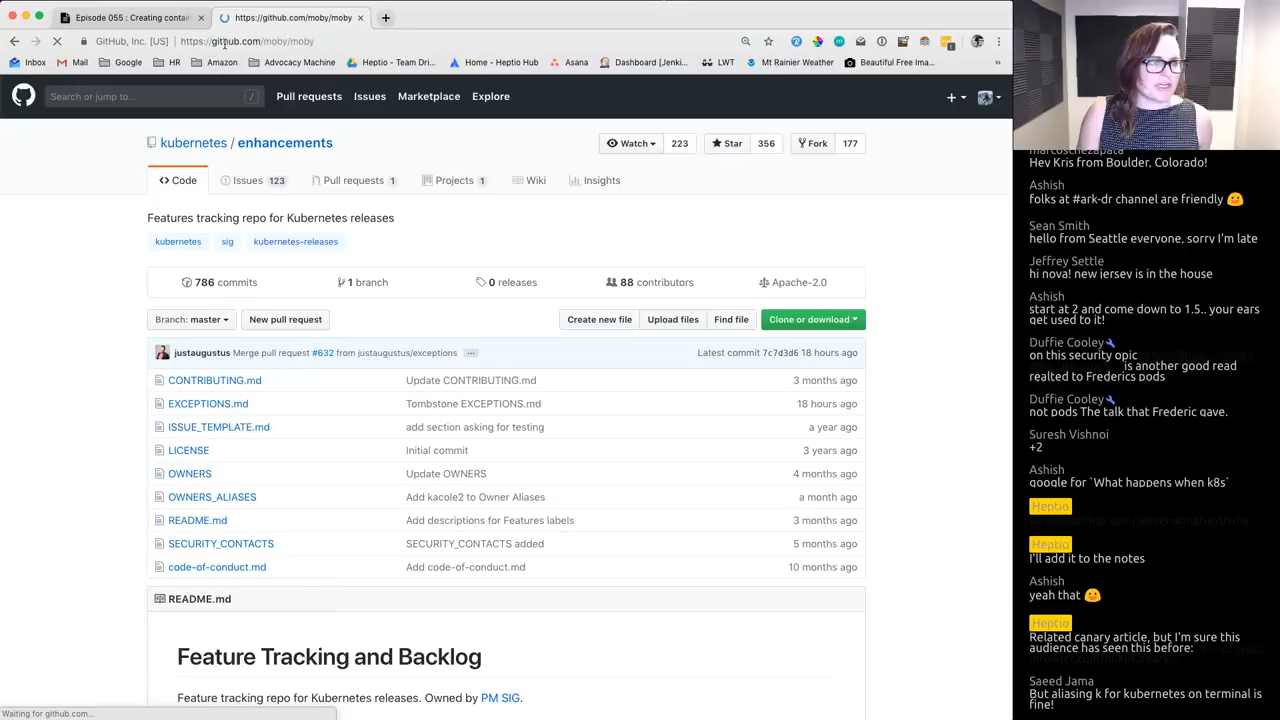 Episode 055 : Creating contai
https://github.com/moby/moby
GitHub, Inc. [US] https://github.com/moby/moby
Inbox Mail Google HR Amazon Advocacy Machine Heptio - Team Dri... Home - Heptio Hub Asana Dashboard [Jenki... LWT Mt Rainier Weather Beautiful Free Ima... »
Search or jump to... / Pull requests Issues Marketplace Explore
kubernetes / enhancements
Watch 223 Star 356 Fork 177
Code Issues 123 Pull requests 1 Projects 1 Wiki Insights
Features tracking repo for Kubernetes releases
kubernetes sig kubernetes-releases
786 commits 1 branch 0 releases 88 contributors Apache-2.0
Branch: master New pull request Create new file Upload files Find file Clone or download
justaugustus Merge pull request #632 from justaugustus/exceptions ... Latest commit 7c7d3d6 18 hours ago
CONTRIBUTING.md Update CONTRIBUTING.md 3 months ago
EXCEPTIONS.md Tombstone EXCEPTIONS.md 18 hours ago
ISSUE_TEMPLATE.md add section asking for testing a year ago
LICENSE Initial commit 3 years ago
OWNERS Update OWNERS 4 months ago
OWNERS_ALIASES Add kacole2 to Owner Aliases a month ago
README.md Add descriptions for Features labels 3 months ago
SECURITY_CONTACTS SECURITY_CONTACTS added 5 months ago
code-of-conduct.md Add code-of-conduct.md 10 months ago
README.md
Feature Tracking and Backlog
Feature tracking repo for Kubernetes releases. Owned by PM SIG.
Waiting for github.com...
Hey Kris from Boulder, Colorado!
Ashish
folks at #ark-dr channel are friendly
Sean Smith
hello from Seattle everyone, sorry I'm late
Jeffrey Settle
hi nova! new jersey is in the house
Ashish
start at 2 and come down to 1.5.. your ears
get used to it!
Duffie Cooley
on this security opic
is another good read
realted to Frederics pods
Duffie Cooley
not pods The talk that Frederic gave.
Suresh Vishnoi
+2
Ashish
google for `What happens when k8s`
Heptio
Heptio
I'll add it to the notes
Ashish
yeah that
Heptio
Related canary article, but I'm sure this
audience has seen this before:
Saeed Jama
But aliasing k for kubernetes on terminal is
fine!